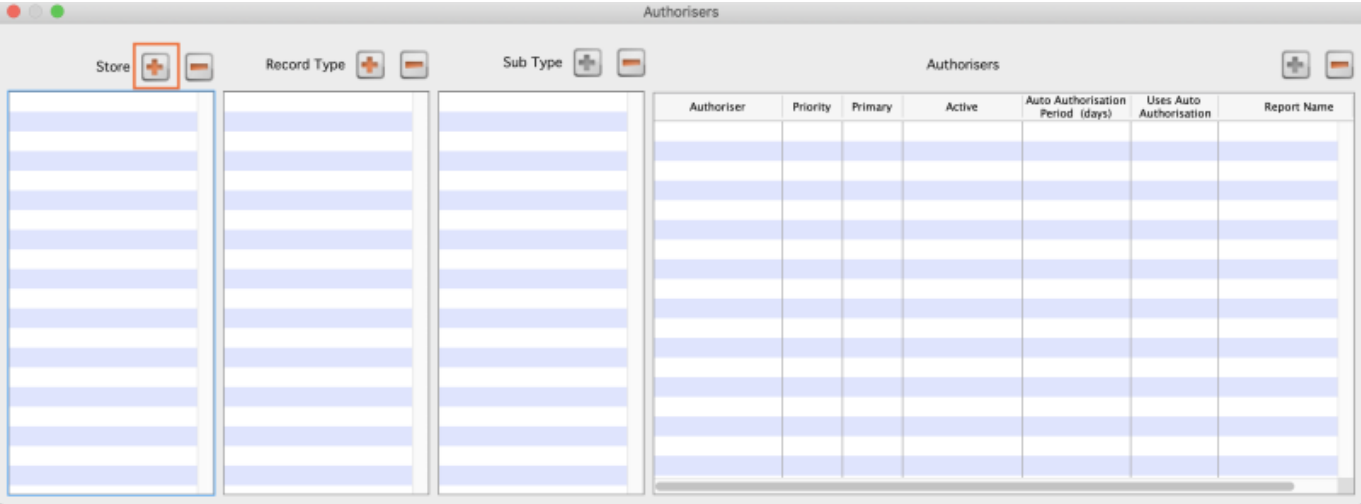 Authorisers
Store Record Type Sub Type Authorisers
Authoriser Priority Primary Active Auto Authorisation Period (days) Uses Auto Authorisation Report Name